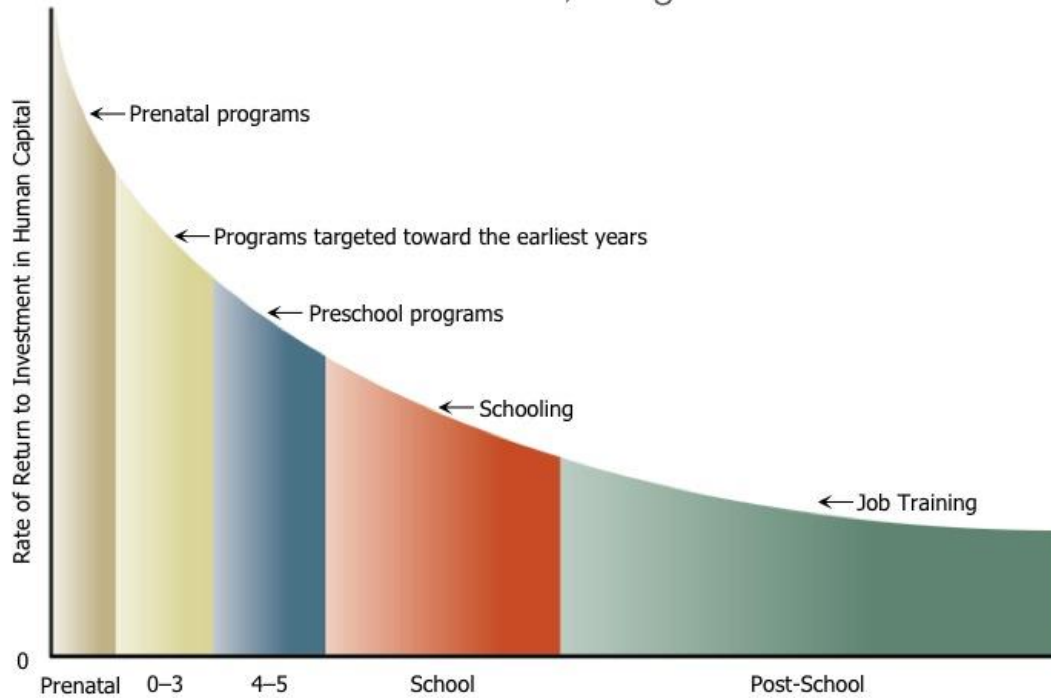 Rate of Return to Investment in Human Capital
Prenatal programs
Programs targeted toward the earliest years
Preschool programs
Schooling
Job Training
0
Prenatal 0–3 4–5 School Post-School